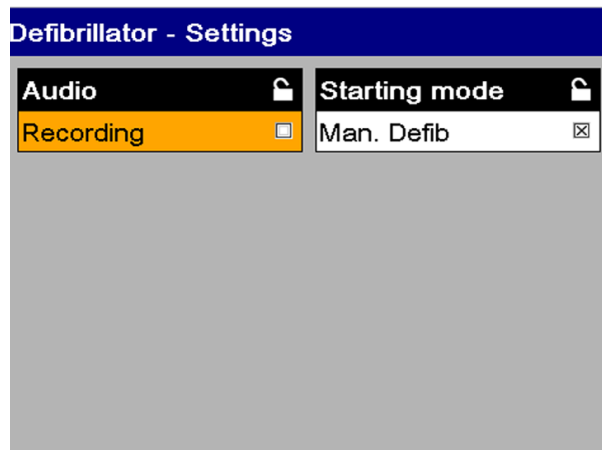 Defibrillator - Settings
Audio
Recording
Starting mode
Man. Defib